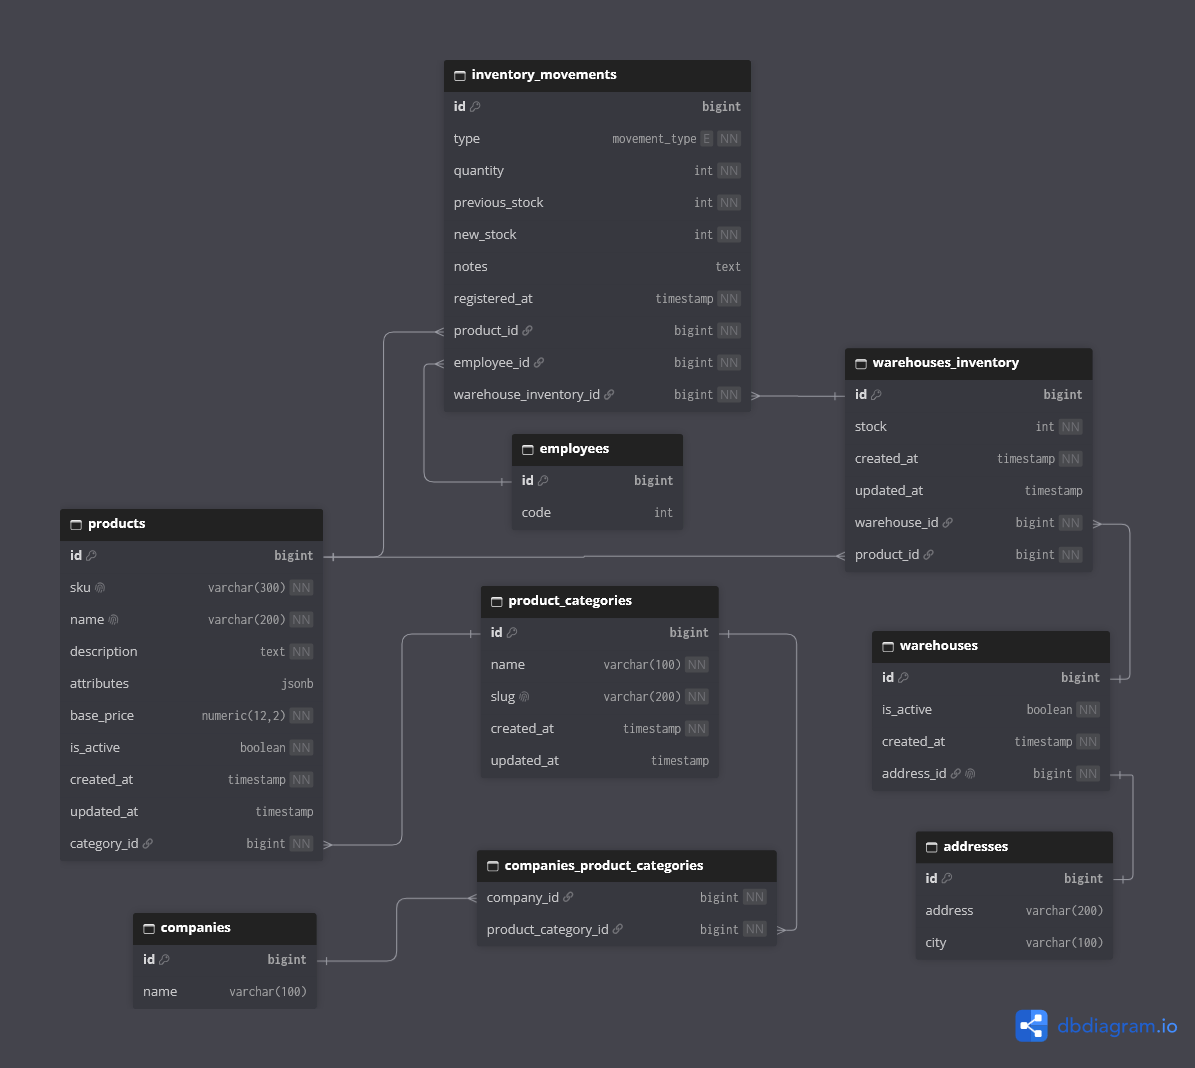 inventory_movements
id bigint
type movement_type E NN
quantity int NN
previous_stock int NN
new_stock int NN
notes text
registered_at timestamp NN
product_id bigint NN
employee_id bigint NN
warehouse_inventory_id bigint NN
warehouses_inventory
id bigint
stock int NN
created_at timestamp NN
updated_at timestamp
warehouse_id bigint NN
product_id bigint NN
employees
id bigint
code int
products
id bigint
sku varchar(300) NN
name varchar(200) NN
description text NN
attributes jsonb
base_price numeric(12,2) NN
is_active boolean NN
created_at timestamp NN
updated_at timestamp
category_id bigint NN
product_categories
id bigint
name varchar(100) NN
slug varchar(200) NN
created_at timestamp NN
updated_at timestamp
warehouses
id bigint
is_active boolean NN
created_at timestamp NN
address_id bigint NN
companies_product_categories
company_id bigint NN
product_category_id bigint NN
addresses
id bigint
address varchar(200)
city varchar(100)
companies
id bigint
name varchar(100)
dbdiagram.io